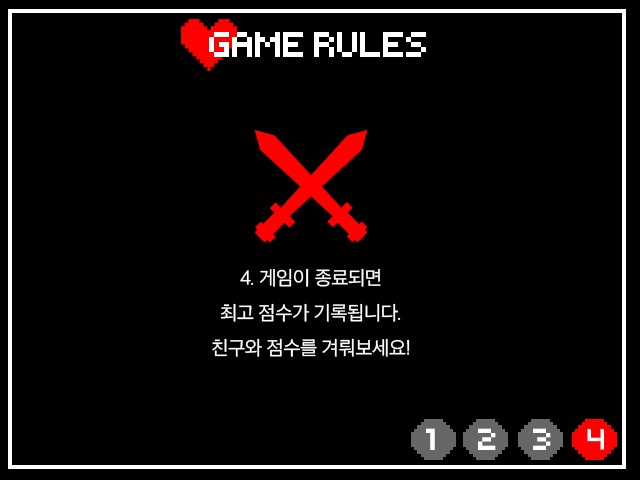 GAME RULES
4. 게임이 종료되면
최고 점수가 기록됩니다.
친구와 점수를 겨뤄보세요!
1 2 3 4